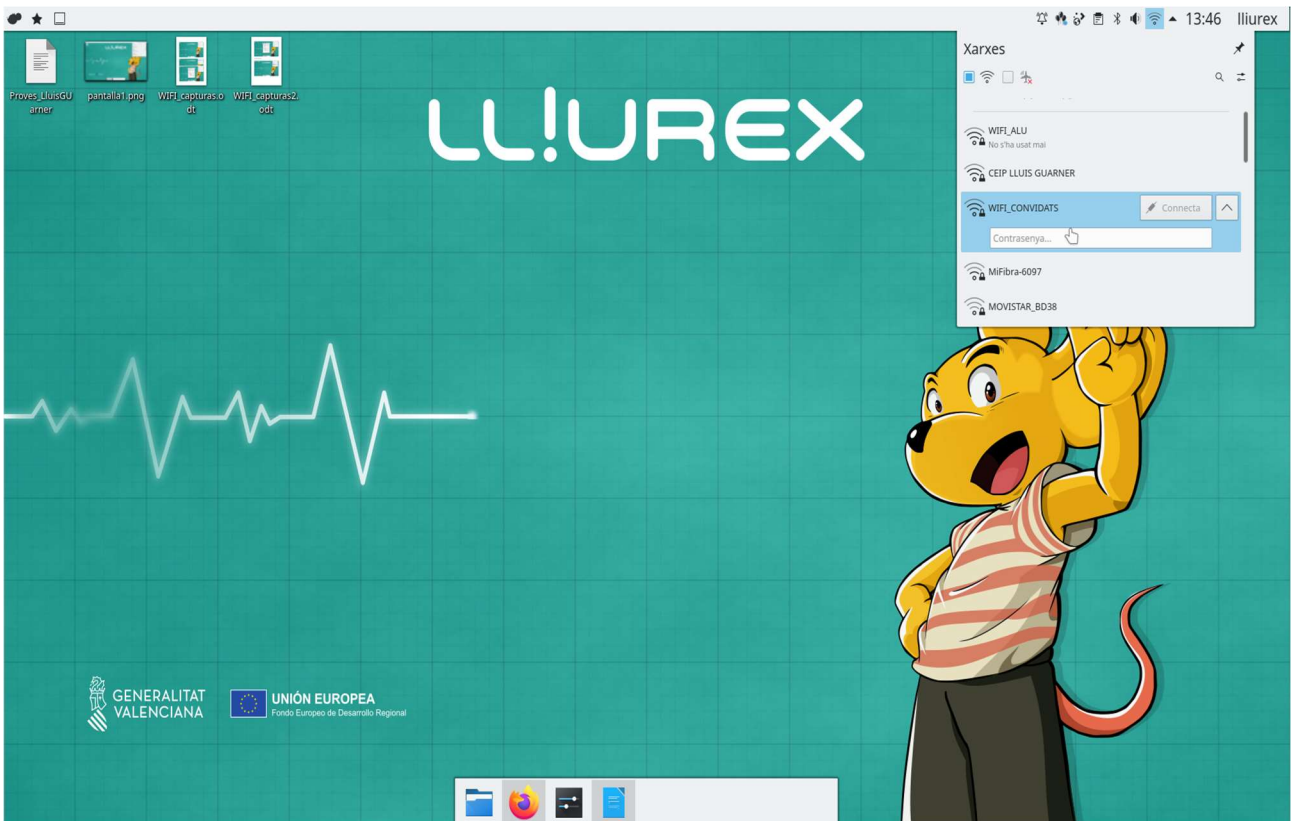 13:46 lliurex
Xarxes
Proves_LluisGU
arner
pantalla1.png
WIFI_capturas.o
dt
WIFI_capturas2.
odt
LL!UREX
WIFI_ALU
No s'ha usat mai
CEIP LLUIS GUARNER
WIFI_CONVIDATS
Connecta
Contrasenya...
MiFibra-6097
MOVISTAR_BD38
GENERALITAT
VALENCIANA
UNIÓN EUROPEA
Fondo Europeo de Desarrollo Regional